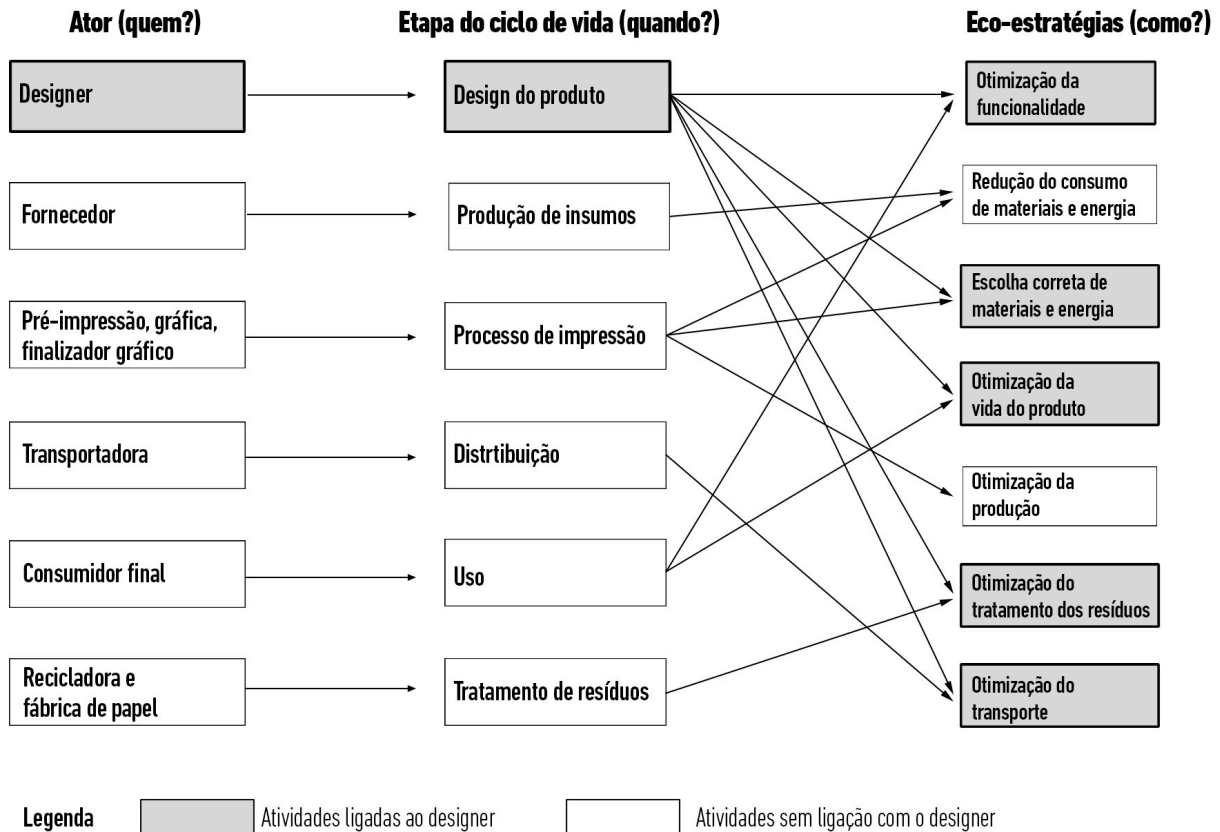 Ator (quem?)
Etapa do ciclo de vida (quando?)
Eco-estratégias (como?)
Designer
Design do produto
Otimização da
funcionalidade
Fornecedor
Produção de insumos
Redução do consumo
de materiais e energia
Escolha correta de
materiais e energia
Pré-impressão, gráfica,
finalizador gráfico
Processo de impressão
Otimização da
vida do produto
Transportadora
Distrtibuição
Otimização da
produção
Consumidor final
Uso
Otimização do
tratamento dos resíduos
Recicladora e
fábrica de papel
Tratamento de resíduos
Otimização do
transporte
Legenda
Atividades ligadas ao designer
Atividades sem ligação com o designer